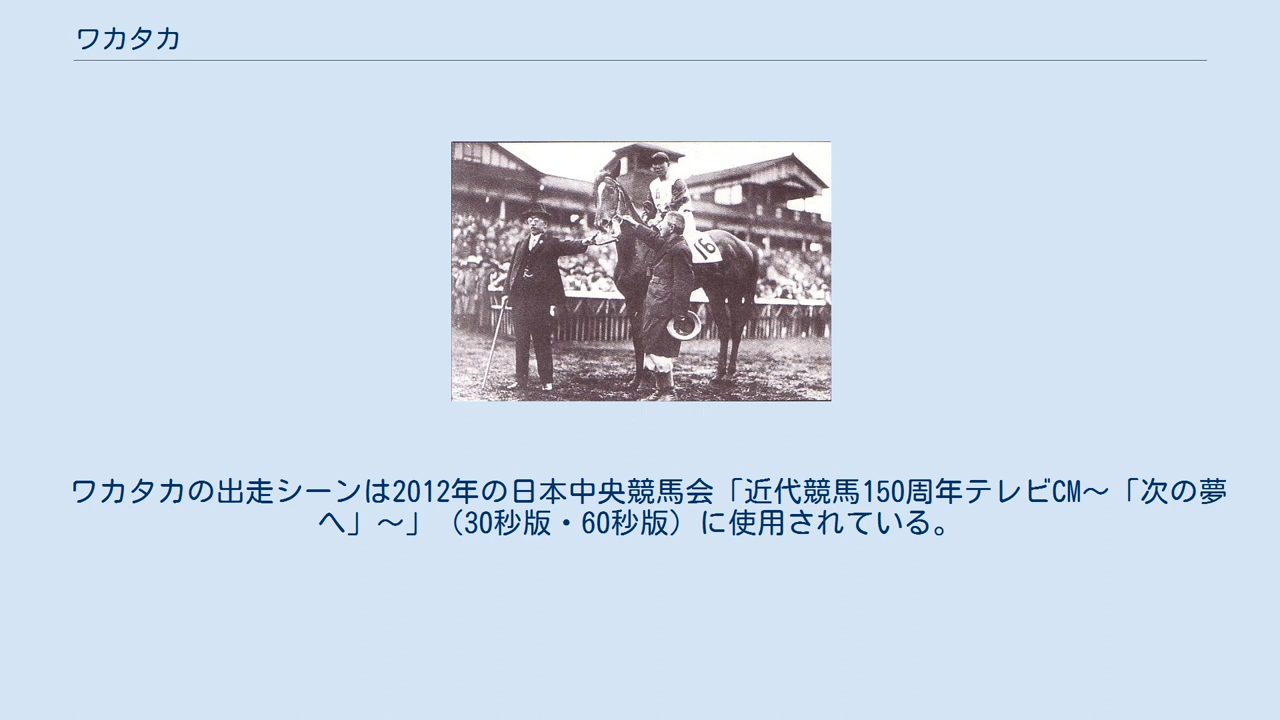 ワカタカ
16
ワカタカの出走シーンは2012年の日本中央競馬会「近代競馬150周年テレビCM～「次の夢
へ」～」（30秒版・60秒版）に使用されている。